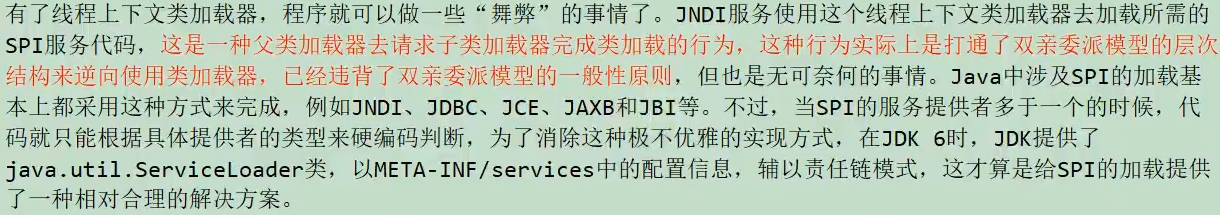 有了线程上下文类加载器，程序就可以做一些“舞弊”的事情了。JNDI服务使用这个线程上下文类加载器去加载所需的
SPI服务代码，这是一种父类加载器去请求子类加载器完成类加载的行为，这种行为实际上是打通了双亲委派模型的层次
结构来逆向使用类加载器，已经违背了双亲委派模型的一般性原则，但也是无可奈何的事情。Java中涉及SPI的加载基
本上都采用这种方式来完成，例如JNDI、JDBC、JCE、JAXB和JBI等。不过，当SPI的服务提供者多于一个的时候，代
码就只能根据具体提供者的类型来硬编码判断，为了消除这种极不优雅的实现方式，在JDK 6时，JDK提供了
java.util.ServiceLoader类，以META-INF/services中的配置信息，辅以责任链模式，这才算是给SPI的加载提供
了一种相对合理的解决方案。